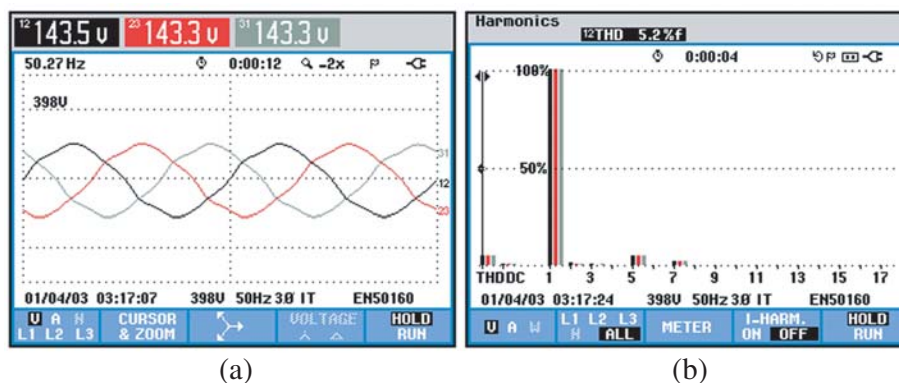 12 143.5 V 23 143.3 V 31 143.3 V
50.27 Hz 0:00:12 -2x
398V
31
12
23
01/04/03 03:17:07 398V 50Hz 3Ø IT EN50160
V A N
L1 L2 L3
CURSOR
& ZOOM
VOLTAGE
HOLD
RUN
(a)
Harmonics
12THD 5.2%f
0:00:04
100%
50%
THDDC 1 3 5 7 9 11 13 15 17
01/04/03 03:17:24 398V 50Hz 3Ø IT EN50160
V A W
L1 L2 L3
N ALL
METER
I-HARM.
ON OFF
HOLD
RUN
(b)